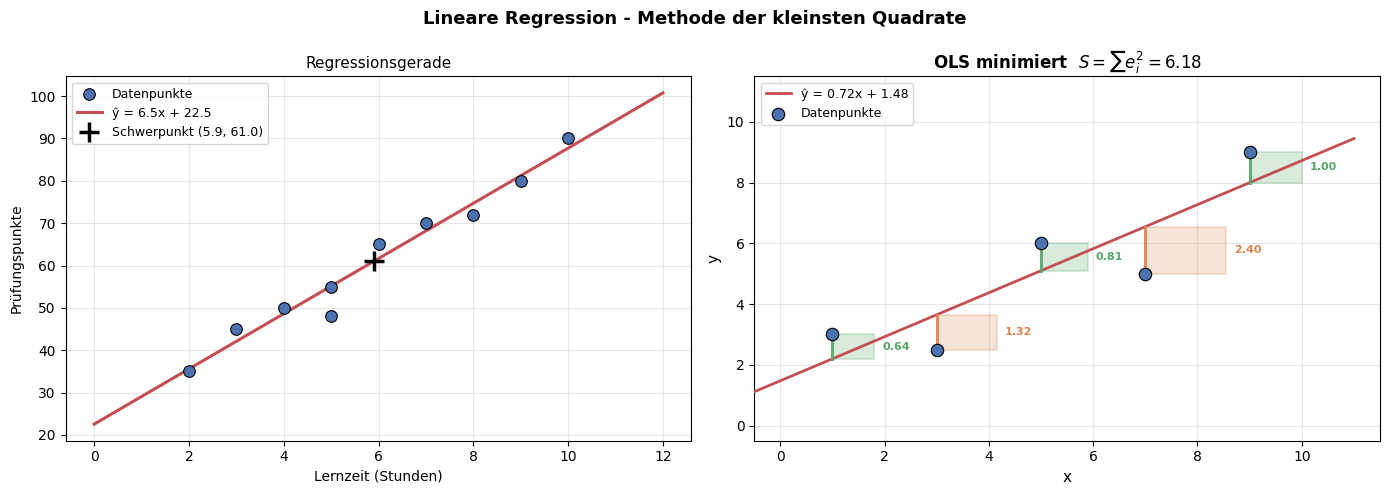 Lineare Regression - Methode der kleinsten Quadrate
Regressionsgerade
Datenpunkte
ŷ = 6.5x + 22.5
Schwerpunkt (5.9, 61.0)
100
90
80
70
60
50
40
30
20
Prüfungspunkte
0 2 4 6 8 10 12
Lernzeit (Stunden)
OLS minimiert S = ∑e_i^2 = 6.18
ŷ = 0.72x + 1.48
Datenpunkte
10
8
6
4
2
0
y
1.00
2.40
0.81
1.32
0.64
0 2 4 6 8 10
x